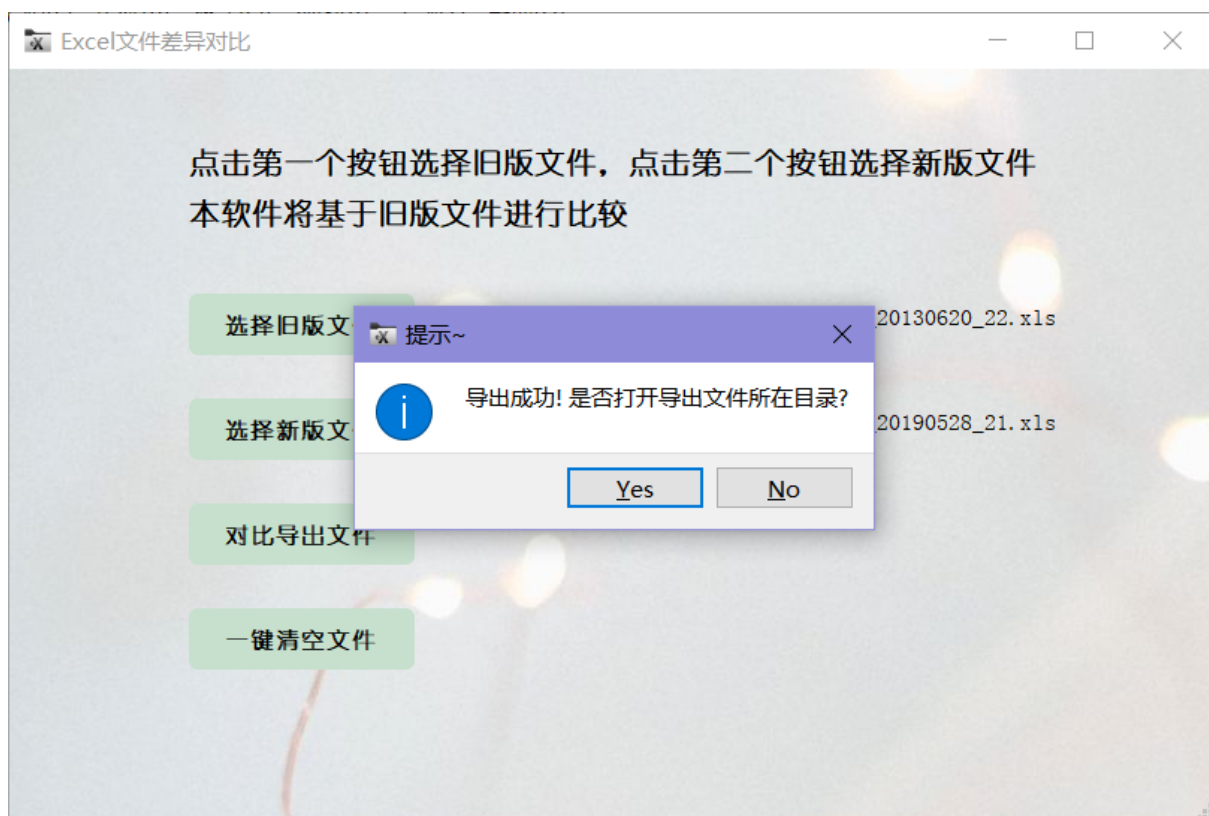 Excel文件差异对比
点击第一个按钮选择旧版文件，点击第二个按钮选择新版文件
本软件将基于旧版文件进行比较
选择旧版文
20130620_22.xls
提示~
导出成功! 是否打开导出文件所在目录?
选择新版文
20190528_21.xls
Yes
No
对比导出文件
一键清空文件